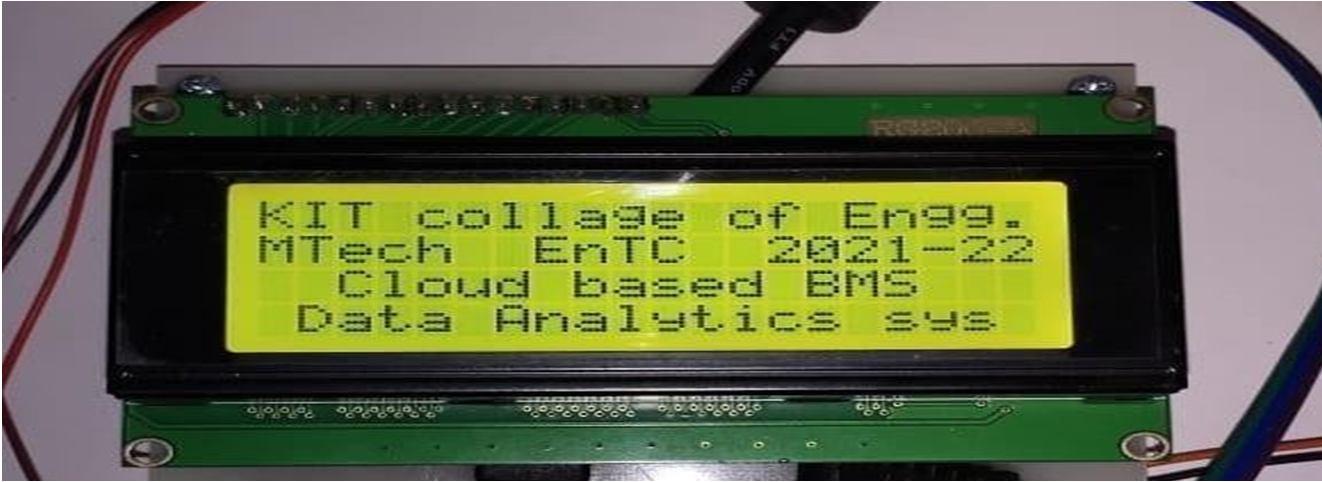 KIT collage of Engg.
MTech EnTC 2021-22
Cloud based BMS
Data Analytics sys